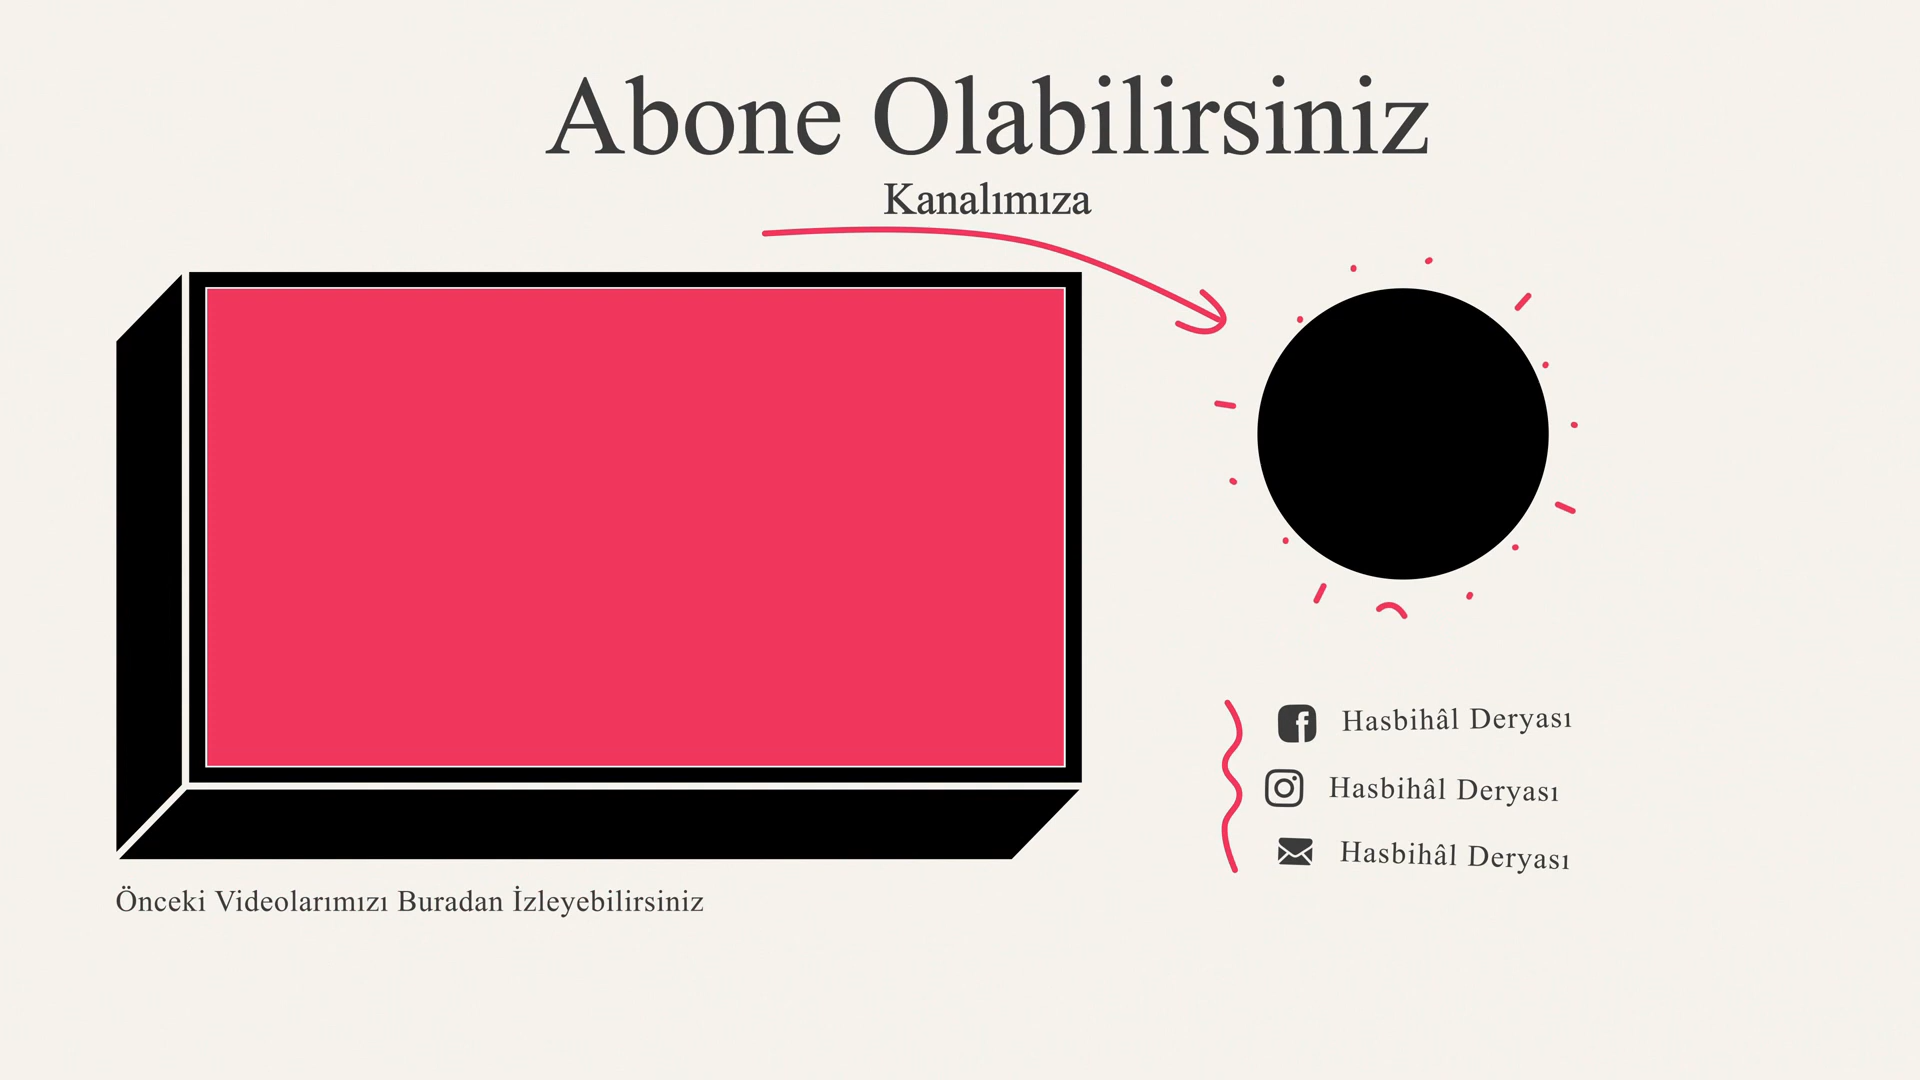 Abone Olabilirsiniz
Kanalımıza
Hasbihâl Deryası
Hasbihâl Deryası
Hasbihâl Deryası
Önceki Videolarımızı Buradan İzleyebilirsiniz